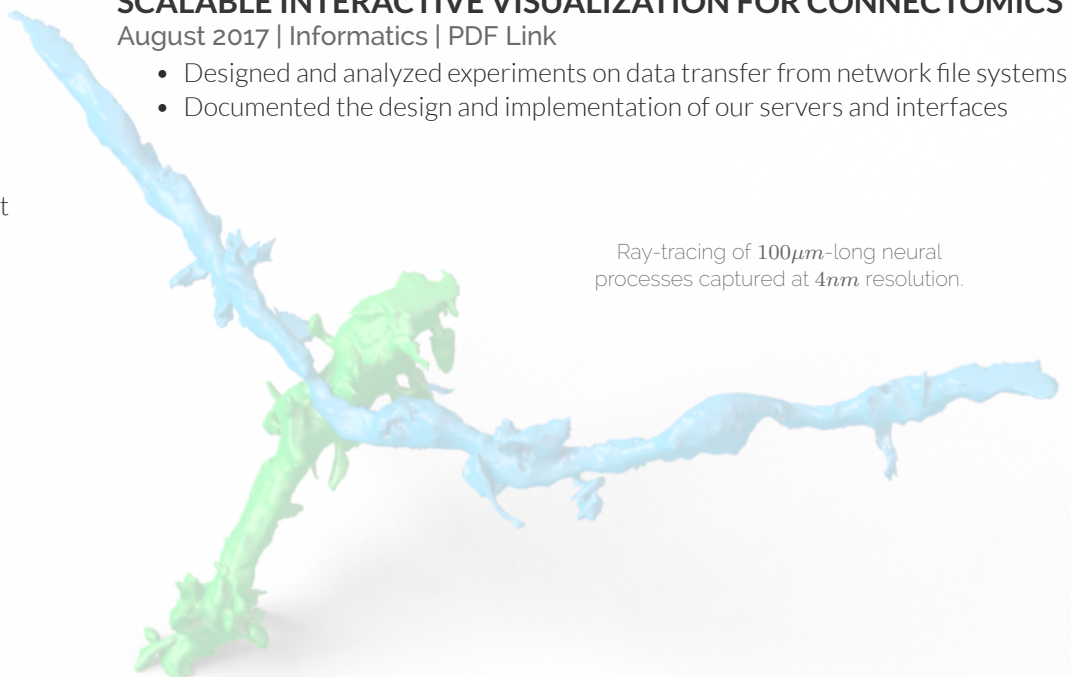 SCALABLE INTERACTIVE VISUALIZATION FOR CONNECTOMICS
August 2017 | Informatics | PDF Link
• Designed and analyzed experiments on data transfer from network file systems
• Documented the design and implementation of our servers and interfaces
t
Ray-tracing of 100μm-long neural
processes captured at 4nm resolution.